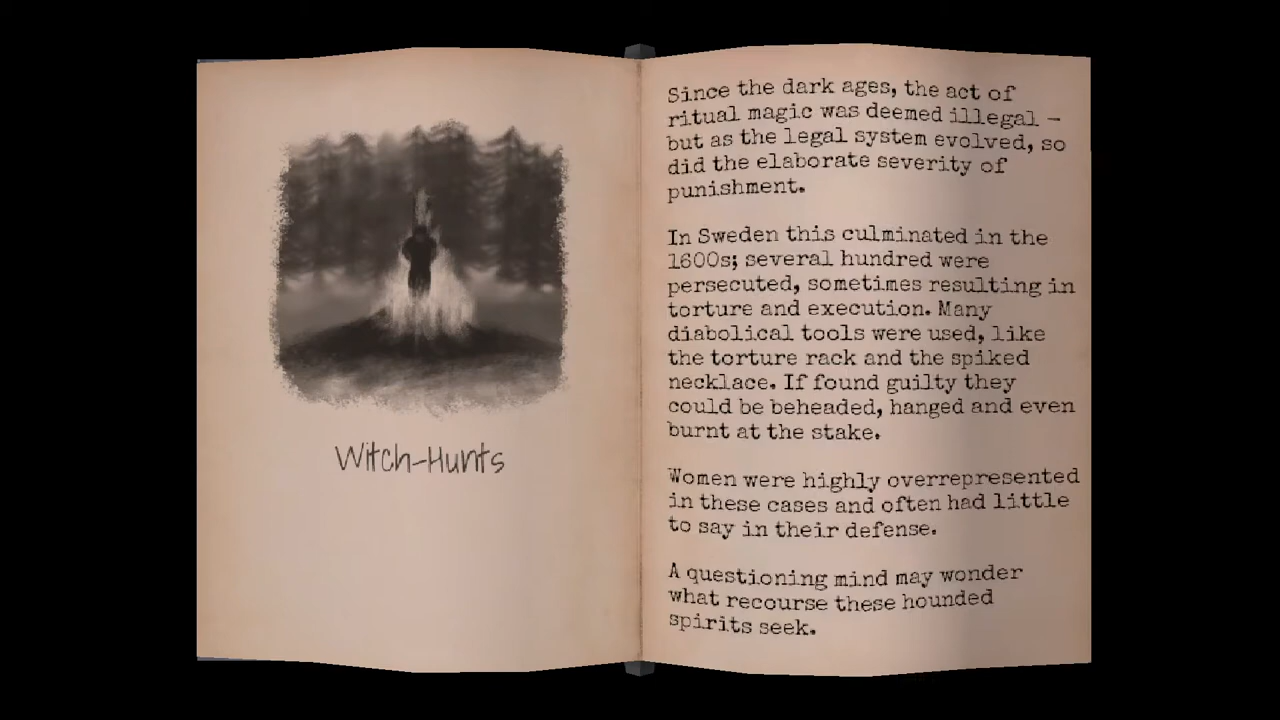 Witch-Hunts
Since the dark ages, the act of
ritual magic was deemed illegal -
but as the legal system evolved, so
did the elaborate severity of
punishment.
In Sweden this culminated in the
1600s; several hundred were
persecuted, sometimes resulting in
torture and execution. Many
diabolical tools were used, like
the torture rack and the spiked
necklace. If found guilty they
could be beheaded, hanged and even
burnt at the stake.
Women were highly overrepresented
in these cases and often had little
to say in their defense.
A questioning mind may wonder
what recourse these hounded
spirits seek.